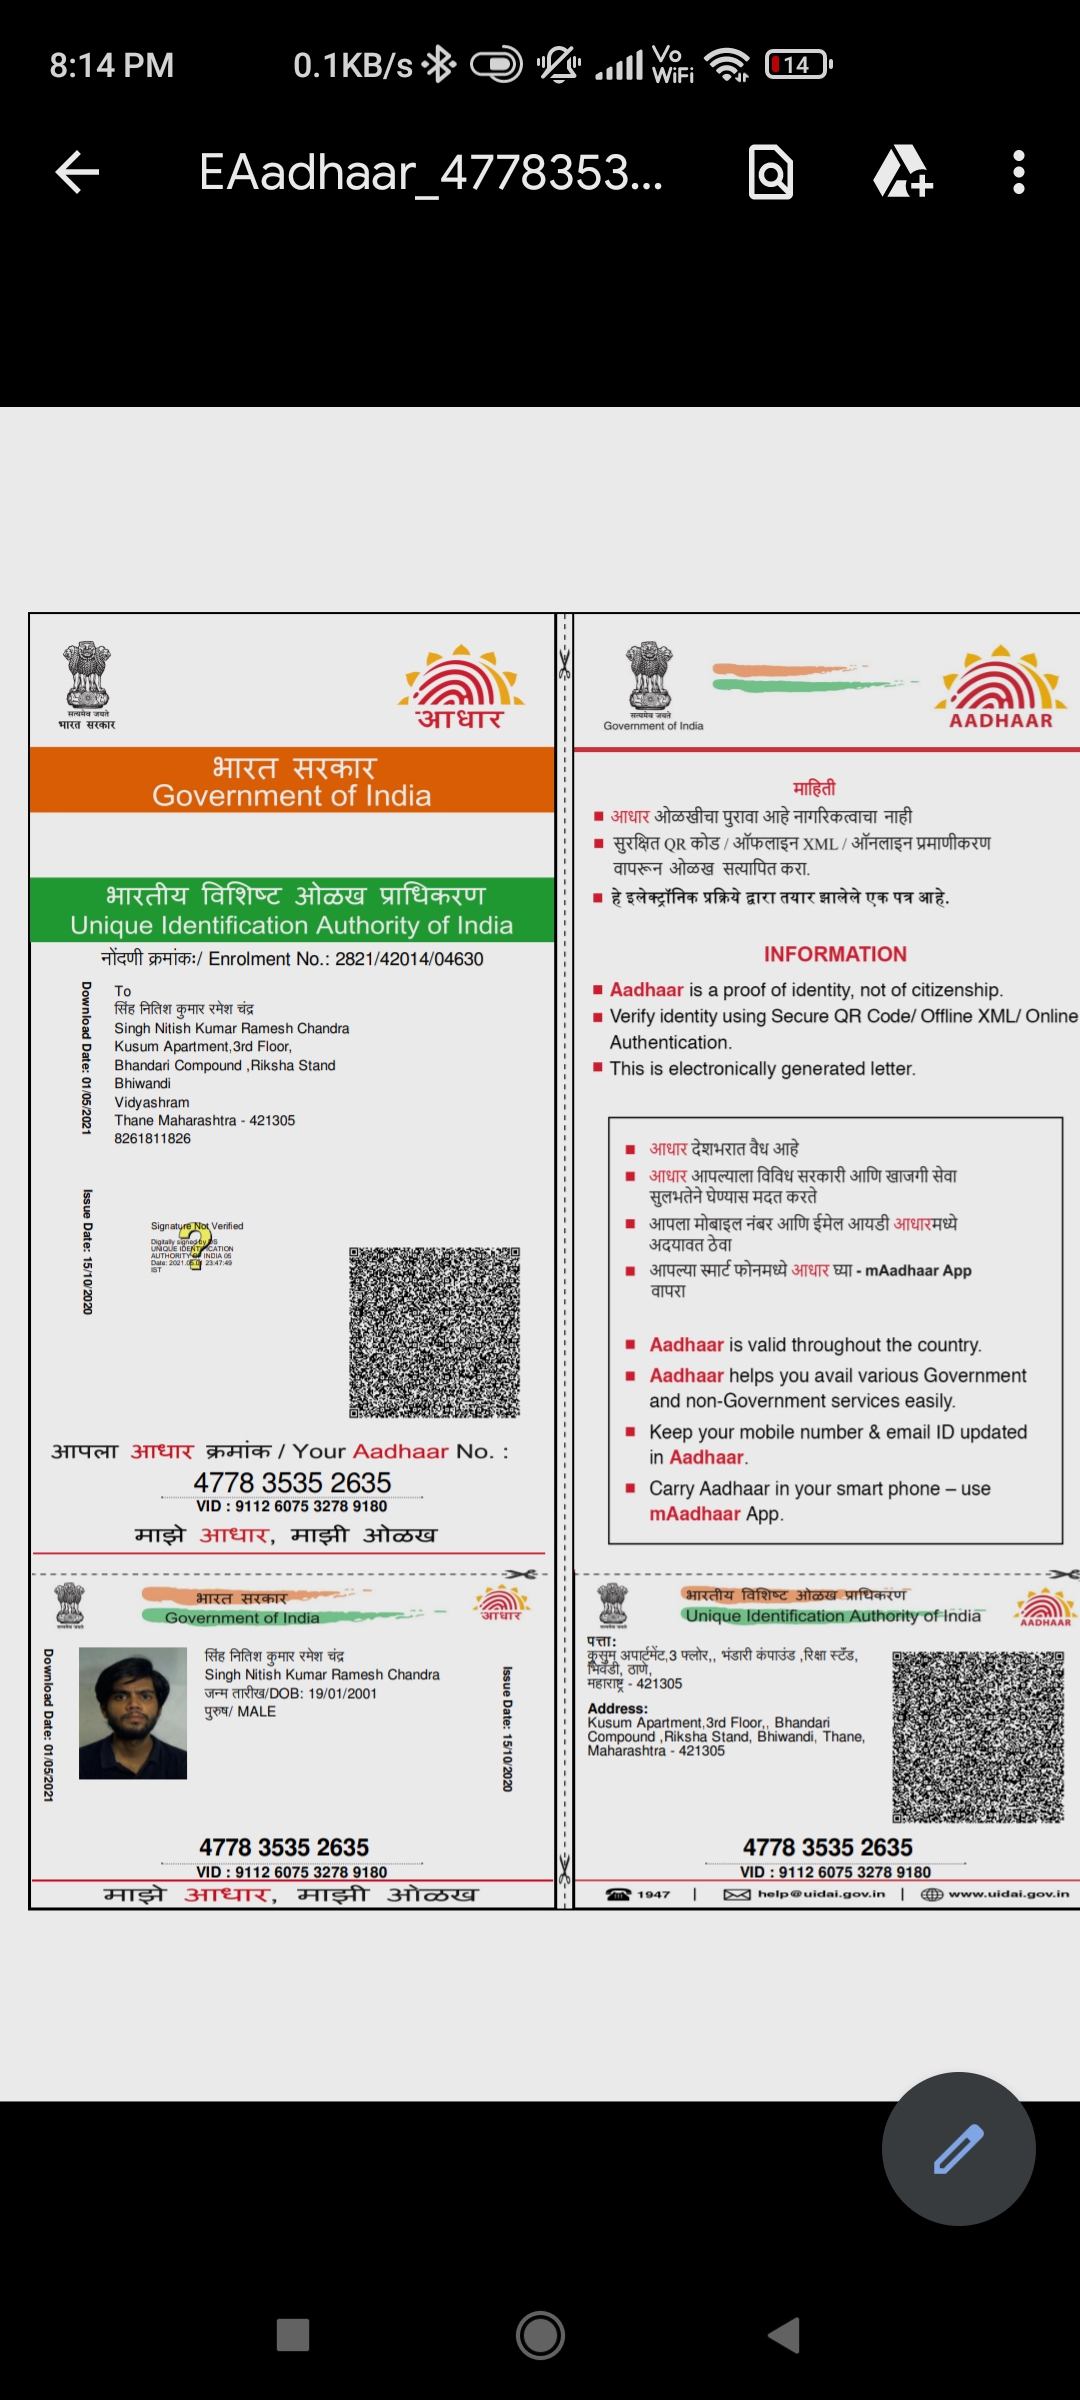 8:14 PM
0.1KB/s
Vo
WiFi
14
EAadhaar_4778353...
सत्यमेव जयते
भारत सरकार
आधार
भारत सरकार
Government of India
भारतीय विशिष्ट ओळख प्राधिकरण
Unique Identification Authority of India
नोंदणी क्रमांकः/ Enrolment No.: 2821/42014/04630
Download Date: 01/05/2021
To
सिंह नितिश कुमार रमेश चंद्र
Singh Nitish Kumar Ramesh Chandra
Kusum Apartment,3rd Floor,
Bhandari Compound ,Riksha Stand
Bhiwandi
Vidyashram
Thane Maharashtra - 421305
8261811826
Issue Date: 15/10/2020
Signature Not Verified
Digitally signed by DS
UNIQUE IDENTIFICATION
AUTHORITY OF INDIA 05
Date: 2021.05.01 23:47:49
IST
आपला आधार क्रमांक / Your Aadhaar No. :
4778 3535 2635
VID : 9112 6075 3278 9180
माझे आधार, माझी ओळख
सत्यमेव जयते
Government of India
AADHAAR
माहिती
आधार ओळखीचा पुरावा आहे नागरिकत्वाचा नाही
सुरक्षित QR कोड / ऑफलाइन XML / ऑनलाइन प्रमाणीकरण
वापरून ओळख सत्यापित करा.
हे इलेक्ट्रॉनिक प्रक्रिये द्वारा तयार झालेले एक पत्र आहे.
INFORMATION
Aadhaar is a proof of identity, not of citizenship.
Verify identity using Secure QR Code/ Offline XML/ Online
Authentication.
This is electronically generated letter.
आधार देशभरात वैध आहे
आधार आपल्याला विविध सरकारी आणि खाजगी सेवा
सुलभतेने घेण्यास मदत करते
आपला मोबाइल नंबर आणि ईमेल आयडी आधारमध्ये
अदयावत ठेवा
आपल्या स्मार्ट फोनमध्ये आधार घ्या - mAadhaar App
वापरा
Aadhaar is valid throughout the country.
Aadhaar helps you avail various Government
and non-Government services easily.
Keep your mobile number & email ID updated
in Aadhaar.
Carry Aadhaar in your smart phone – use
mAadhaar App.
भारत सरकार
Government of India
आधार
Download Date: 01/05/2021
सिंह नितिश कुमार रमेश चंद्र
Singh Nitish Kumar Ramesh Chandra
जन्म तारीख/DOB: 19/01/2001
पुरुष/ MALE
Issue Date: 15/10/2020
4778 3535 2635
VID : 9112 6075 3278 9180
माझे आधार, माझी ओळख
भारतीय विशिष्ट ओळख प्राधिकरण
Unique Identification Authority of India
AADHAAR
पत्ता:
कुसुम अपार्टमेंट,3 फ्लोर,, भंडारी कंपाउंड ,रिक्षा स्टँड,
भिवंडी, ठाणे,
महाराष्ट्र - 421305
Address:
Kusum Apartment,3rd Floor,, Bhandari
Compound ,Riksha Stand, Bhiwandi, Thane,
Maharashtra - 421305
4778 3535 2635
VID : 9112 6075 3278 9180
1947 | help@uidai.gov.in | www.uidai.gov.in